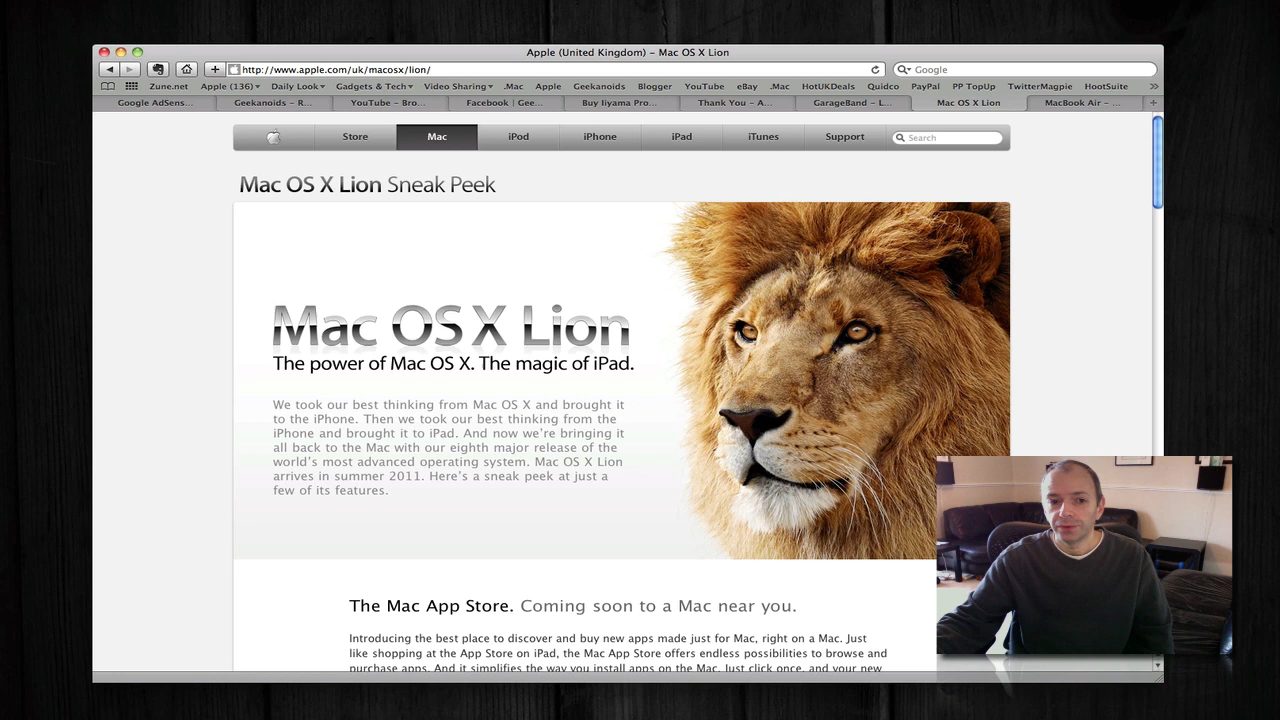 Apple (United Kingdom) – Mac OS X Lion
http://www.apple.com/uk/macosx/lion/
Google
Zune.net Apple (136) Daily Look Gadgets & Tech Video Sharing .Mac Apple Geekanoids Blogger YouTube eBay .Mac HotUKDeals Quidco PayPal PP TopUp TwitterMagpie HootSuite
Google AdSens... Geekanoids – R... YouTube – Bro... Facebook | Gee... Buy Iiyama Pro... Thank You – A... GarageBand – L... Mac OS X Lion MacBook Air – ...
Store Mac iPod iPhone iPad iTunes Support Search
Mac OS X Lion Sneak Peek
Mac OS X Lion
The power of Mac OS X. The magic of iPad.
We took our best thinking from Mac OS X and brought it
to the iPhone. Then we took our best thinking from the
iPhone and brought it to iPad. And now we’re bringing it
all back to the Mac with our eighth major release of the
world’s most advanced operating system. Mac OS X Lion
arrives in summer 2011. Here’s a sneak peek at just a
few of its features.
The Mac App Store. Coming soon to a Mac near you.
Introducing the best place to discover and buy new apps made just for Mac, right on a Mac. Just
like shopping at the App Store on iPad, the Mac App Store offers endless possibilities to browse and
purchase apps. And it simplifies the way you install apps on the Mac. Just click once, and your new